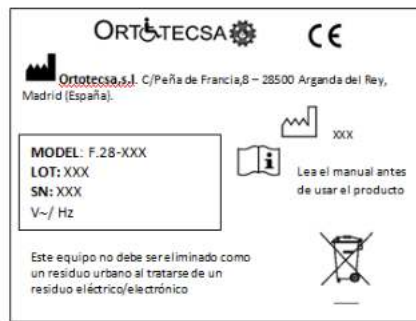 ORTOTECSA CE
Ortotecsa,s.l. C/Peña de Francia,8 – 28500 Arganda del Rey,
Madrid (España).
XXX
MODEL: F.28-XXX
LOT: XXX
SN: XXX
V~/ Hz
i
Lea el manual antes
de usar el producto
Este equipo no debe ser eliminado como
un residuo urbano al tratarse de un
residuo eléctrico/electrónico